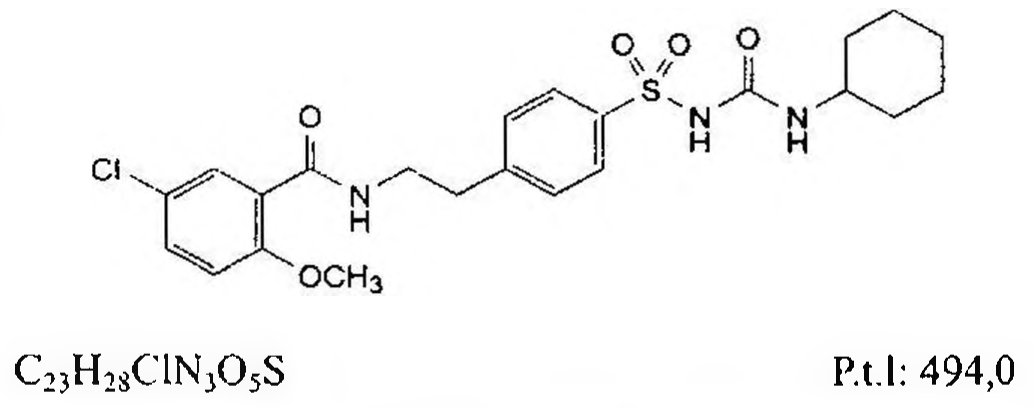 O O O
S N N
H H
O
Cl N
H
OCH₃
C₂₃H₂₈ClN₃O₅S P.t.l: 494,0